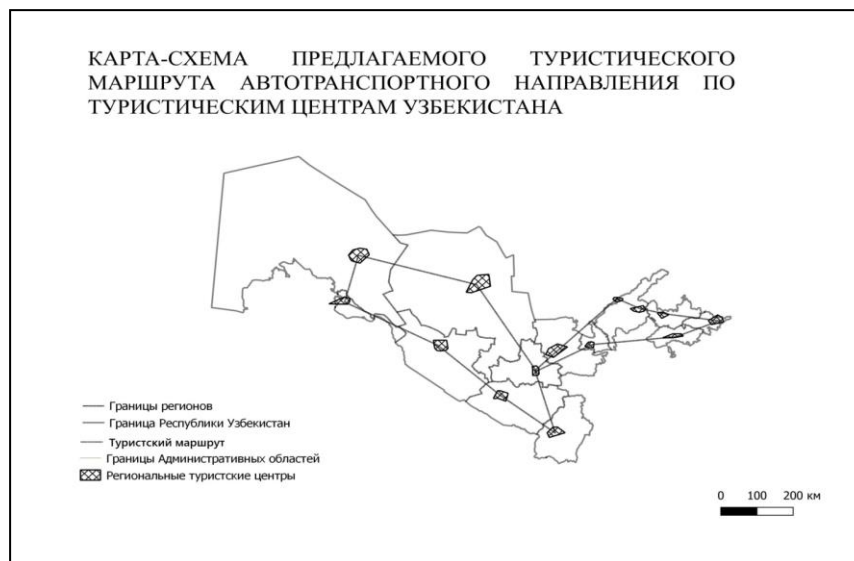 КАРТА-СХЕМА ПРЕДЛАГАЕМОГО ТУРИСТИЧЕСКОГО
МАРШРУТА АВТОТРАНСПОРТНОГО НАПРАВЛЕНИЯ ПО
ТУРИСТИЧЕСКИМ ЦЕНТРАМ УЗБЕКИСТАНА
Границы регионов
Граница Республики Узбекистан
Туристский маршрут
Границы Административных областей
Региональные туристские центры
0 100 200 км